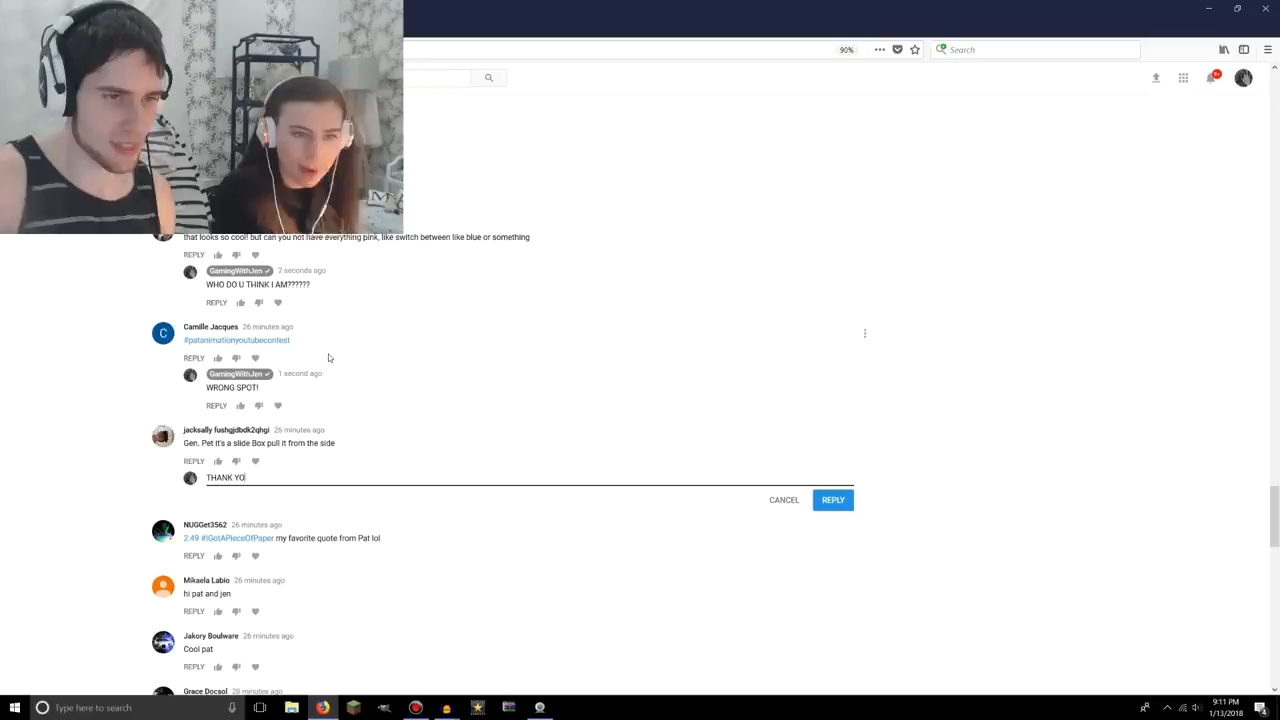 90%
Search
9+
that looks so cool! but can you not have everything pink, like switch between like blue or something
REPLY
GamingWithJen 2 seconds ago
WHO DO U THINK I AM??????
REPLY
C
Camille Jacques 26 minutes ago
#patanimationyoutubecontest
REPLY
GamingWithJen 1 second ago
WRONG SPOT!
REPLY
jacksally fushgjdbdk2qhgi 26 minutes ago
Gen. Pet it's a slide Box pull it from the side
REPLY
THANK YO
CANCEL REPLY
NUGGet3562 26 minutes ago
2:49 #IGotAPieceOfPaper my favorite quote from Pat lol
REPLY
Mikaela Labio 26 minutes ago
hi pat and jen
REPLY
Jakory Boulware 26 minutes ago
Cool pat
REPLY
Grace Docsol 28 minutes ago
Type here to search
9:11 PM
1/13/2018
4